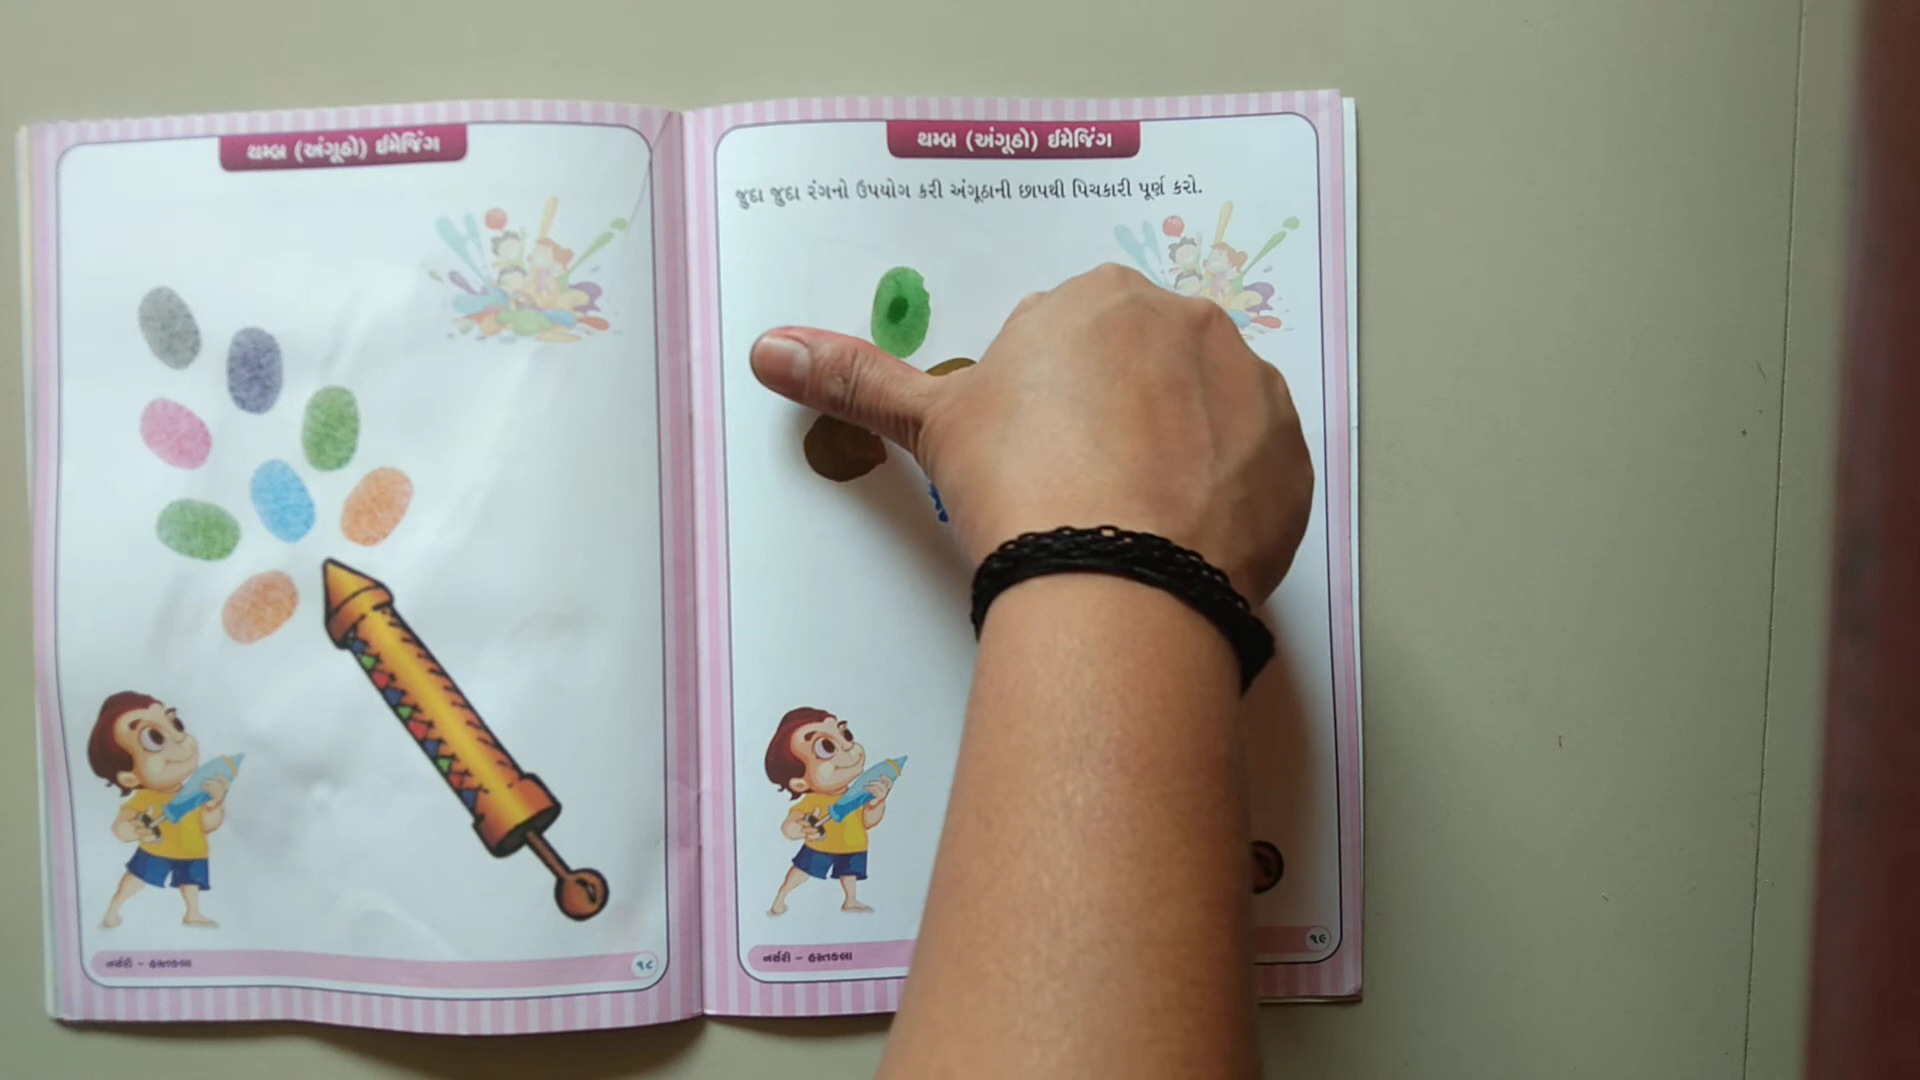 થમ્બ (અંગૂઠો) ઈમેજિંગ
નર્સરી – હસ્તકલા
૧૮
થમ્બ (અંગૂઠો) ઈમેજિંગ
જુદા જુદા રંગનો ઉપયોગ કરી અંગૂઠાની છાપથી પિચકારી પૂર્ણ કરો.
નર્સરી – હસ્તકલા
૧૯